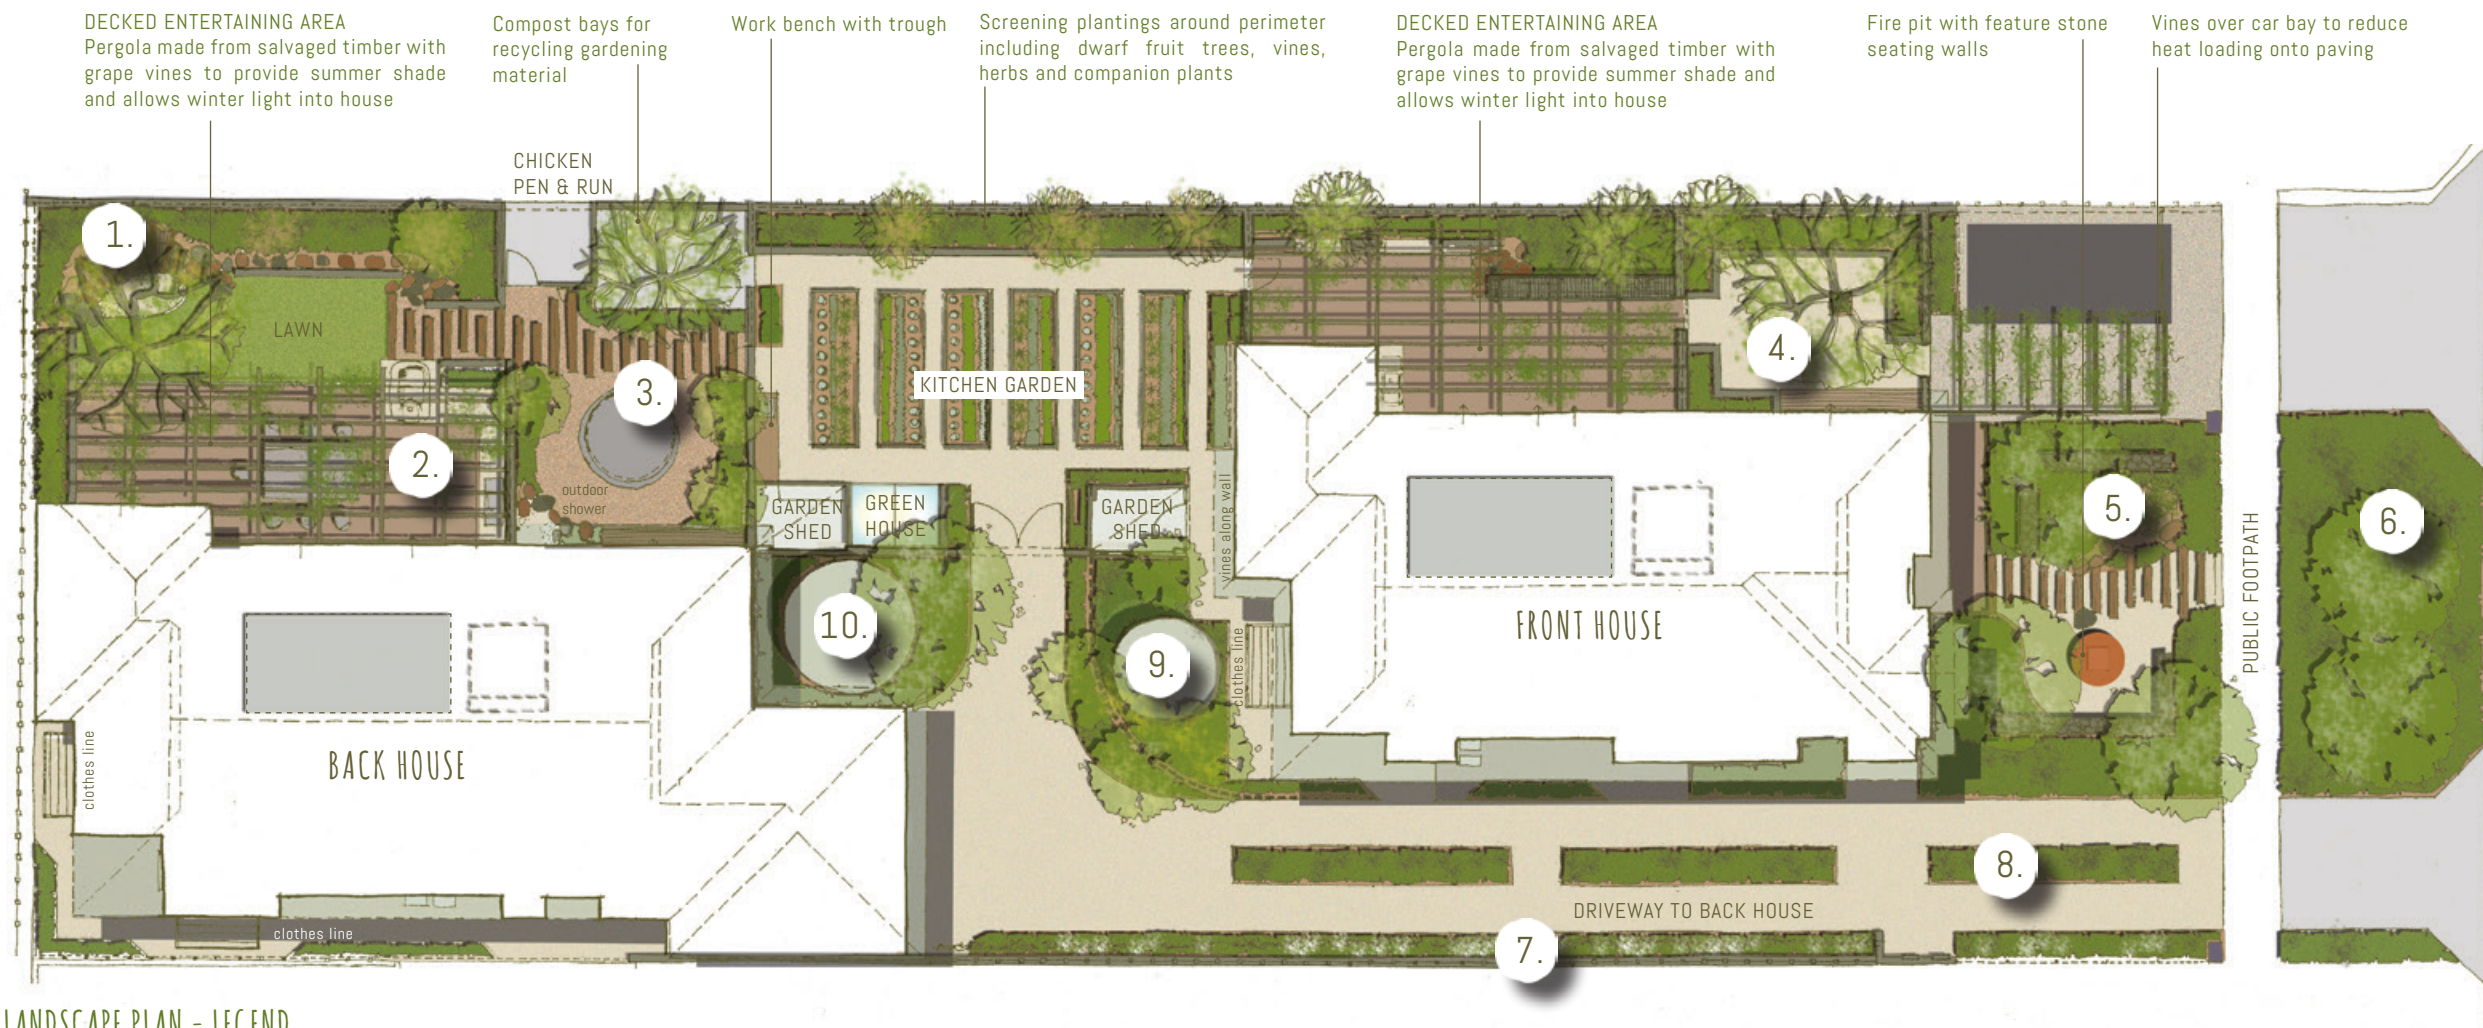 DECKED ENTERTAINING AREA
Pergola made from salvaged timber with
grape vines to provide summer shade
and allows winter light into house
Compost bays for
recycling gardening
material
Work bench with trough
Screening plantings around perimeter
including dwarf fruit trees, vines,
herbs and companion plants
DECKED ENTERTAINING AREA
Pergola made from salvaged timber with
grape vines to provide summer shade and
allows winter light into house
Fire pit with feature stone
seating walls
Vines over car bay to reduce
heat loading onto paving
CHICKEN
PEN & RUN
1.
LAWN
2.
3.
outdoor
shower
KITCHEN GARDEN
GARDEN
SHED
GREEN
HOUSE
GARDEN
SHED
vines along wall
4.
5.
6.
PUBLIC FOOTPATH
10.
9.
clothes line
FRONT HOUSE
BACK HOUSE
clothes line
clothes line
8.
DRIVEWAY TO BACK HOUSE
7.
LANDSCAPE PLAN - LEGEND